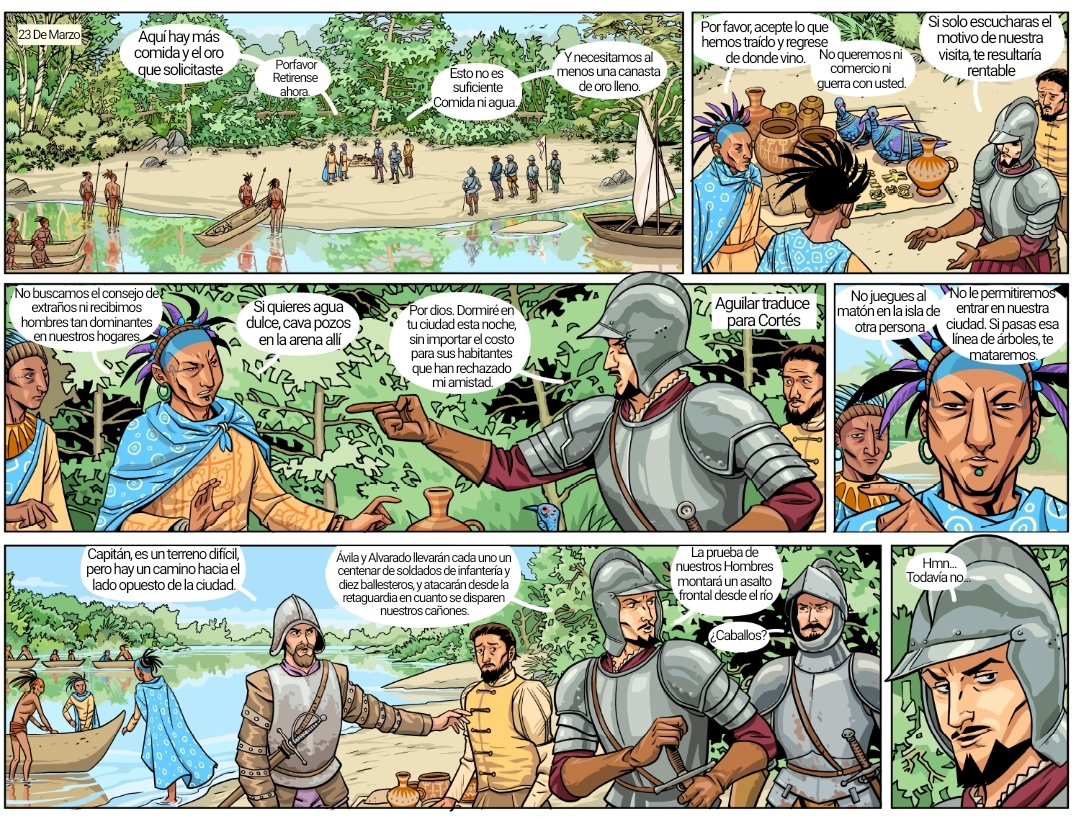 23 De Marzo
Aquí hay más
comida y el oro
que solicitaste
Porfavor
Retirense
ahora.
Esto no es
suficiente
Comida ni agua.
Y necesitamos al
menos una canasta
de oro lleno.
Por favor, acepte lo que
hemos traído y regrese
de donde vino.
No queremos ni
comercio ni
guerra con usted.
Si solo escucharas el
motivo de nuestra
visita, te resultaría
rentable
No buscamos el consejo de
extraños ni recibimos
hombres tan dominantes
en nuestros hogares
Si quieres agua
dulce, cava pozos
en la arena allí
Por dios. Dormiré en
tu ciudad esta noche,
sin importar el costo
para sus habitantes
que han rechazado
mi amistad.
Aguilar traduce
para Cortés
No juegues al
matón en la isla de
otra persona
No le permitiremos
entrar en nuestra
ciudad. Si pasas esa
línea de árboles, te
mataremos.
Capitán, es un terreno difícil,
pero hay un camino hacia el
lado opuesto de la ciudad.
Ávila y Alvarado llevarán cada uno un
centenar de soldados de infantería y
diez ballesteros, y atacarán desde la
retaguardia en cuanto se disparen
nuestros cañones.
La prueba de
nuestros Hombres
montará un asalto
frontal desde el río
¿Caballos?
Hmn...
Todavía no...